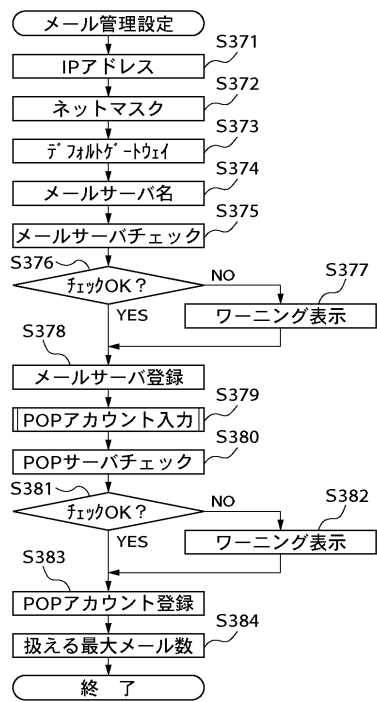 メール管理設定
S371
IPアドレス
S372
ネットマスク
S373
ﾃﾞﾌｫﾙﾄｹﾞｰﾄｳｪｲ
S374
メールサーバ名
S375
メールサーバチェック
S376
ﾁｪｯｸOK?
NO
S377
YES
ワーニング表示
S378
メールサーバ登録
S379
POPアカウント入力
S380
POPサーバチェック
S381
ﾁｪｯｸOK?
NO
S382
YES
ワーニング表示
S383
POPアカウント登録
S384
扱える最大メール数
終 了